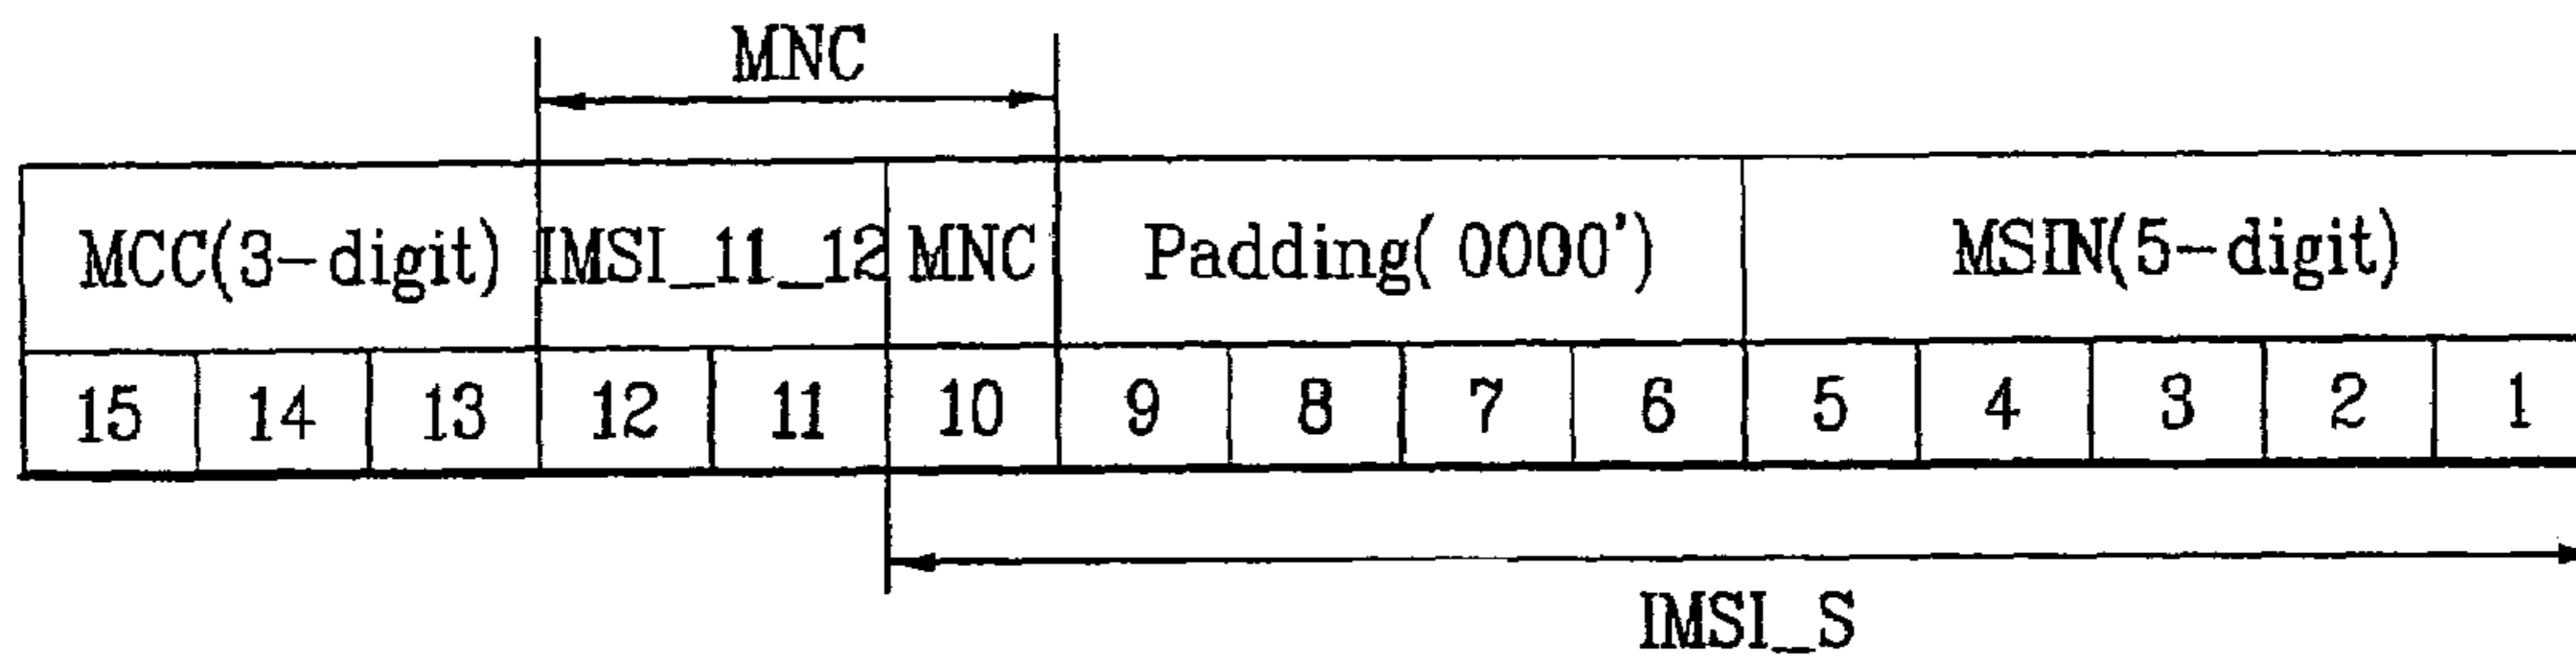 MNC
MCC(3-digit) IMSI_11_12 MNC Padding( 0000') MSIN(5-digit)
15 14 13 12 11 10 9 8 7 6 5 4 3 2 1
IMSI_S